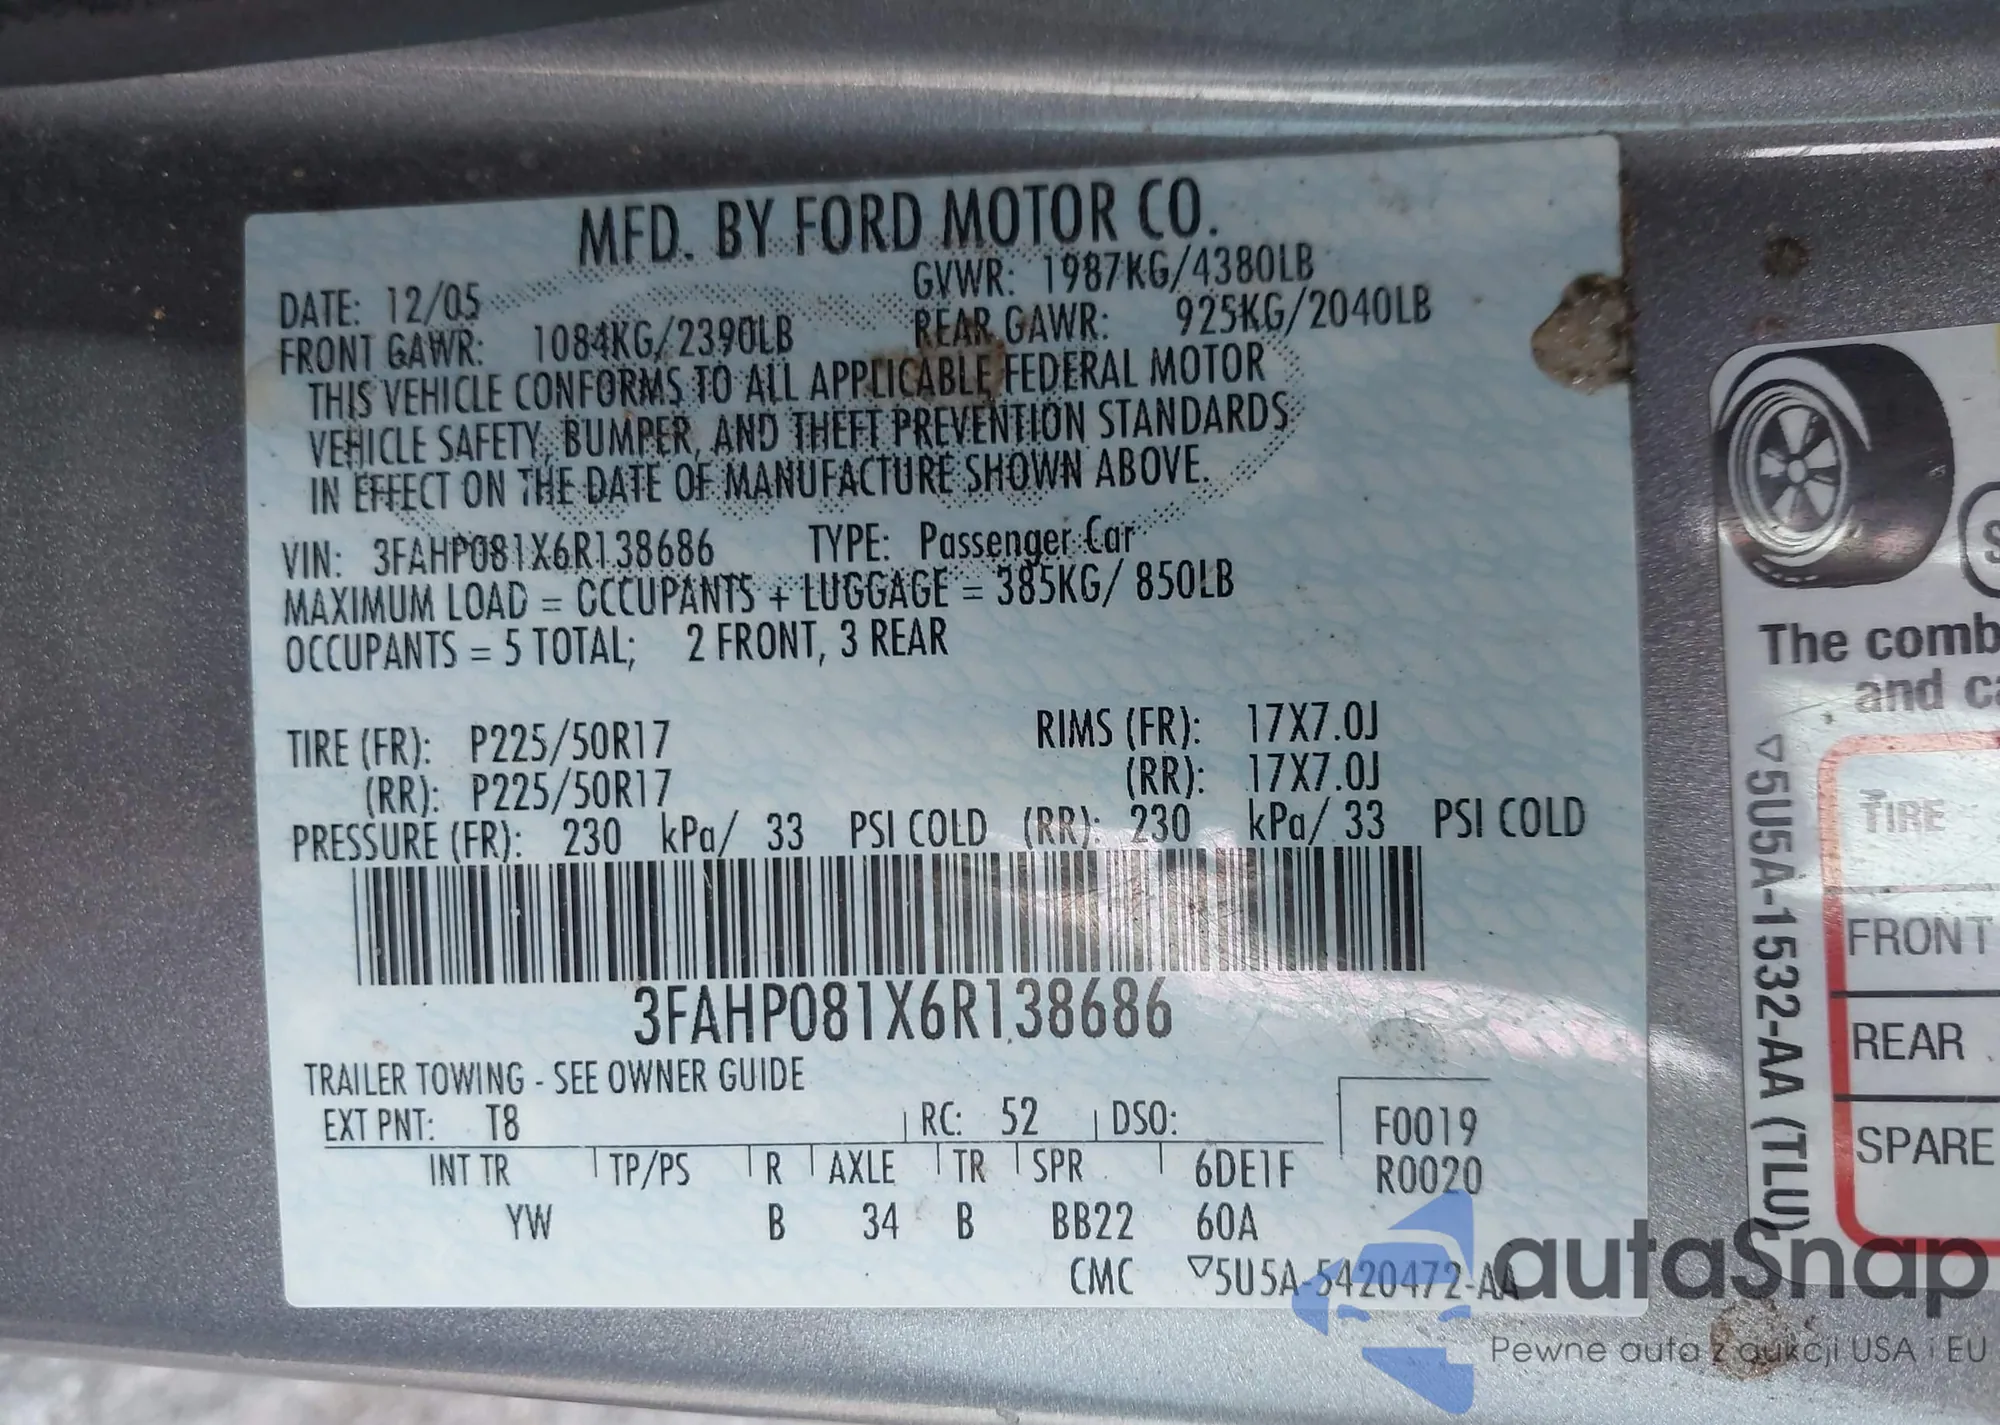 MFD. BY FORD MOTOR CO.
DATE: 12/05 GVWR: 1987KG/4380LB
FRONT GAWR: 1084KG/2390LB REAR GAWR: 925KG/2040LB
THIS VEHICLE CONFORMS TO ALL APPLICABLE FEDERAL MOTOR
VEHICLE SAFETY, BUMPER, AND THEFT PREVENTION STANDARDS
IN EFFECT ON THE DATE OF MANUFACTURE SHOWN ABOVE.
VIN: 3FAHP081X6R138686 TYPE: Passenger Car
MAXIMUM LOAD = OCCUPANTS + LUGGAGE = 385KG/ 850LB
OCCUPANTS = 5 TOTAL; 2 FRONT, 3 REAR
TIRE (FR): P225/50R17 RIMS (FR): 17X7.0J
(RR): P225/50R17 (RR): 17X7.0J
PRESSURE (FR): 230 kPa/ 33 PSI COLD (RR): 230 kPa/ 33 PSI COLD
3FAHP081X6R138686
TRAILER TOWING - SEE OWNER GUIDE
EXT PNT: T8 RC: 52 DSO: F0019
INT TR TP/PS R AXLE TR SPR 6DE1F R0020
YW B 34 B BB22 60A
CMC ▽5U5A-5420472-AA
The comb
and ca
▽5U5A-1532-AA (TLU)
TIRE
FRONT
REAR
SPARE
autaSnap
Pewne auta z aukcji USA i EU